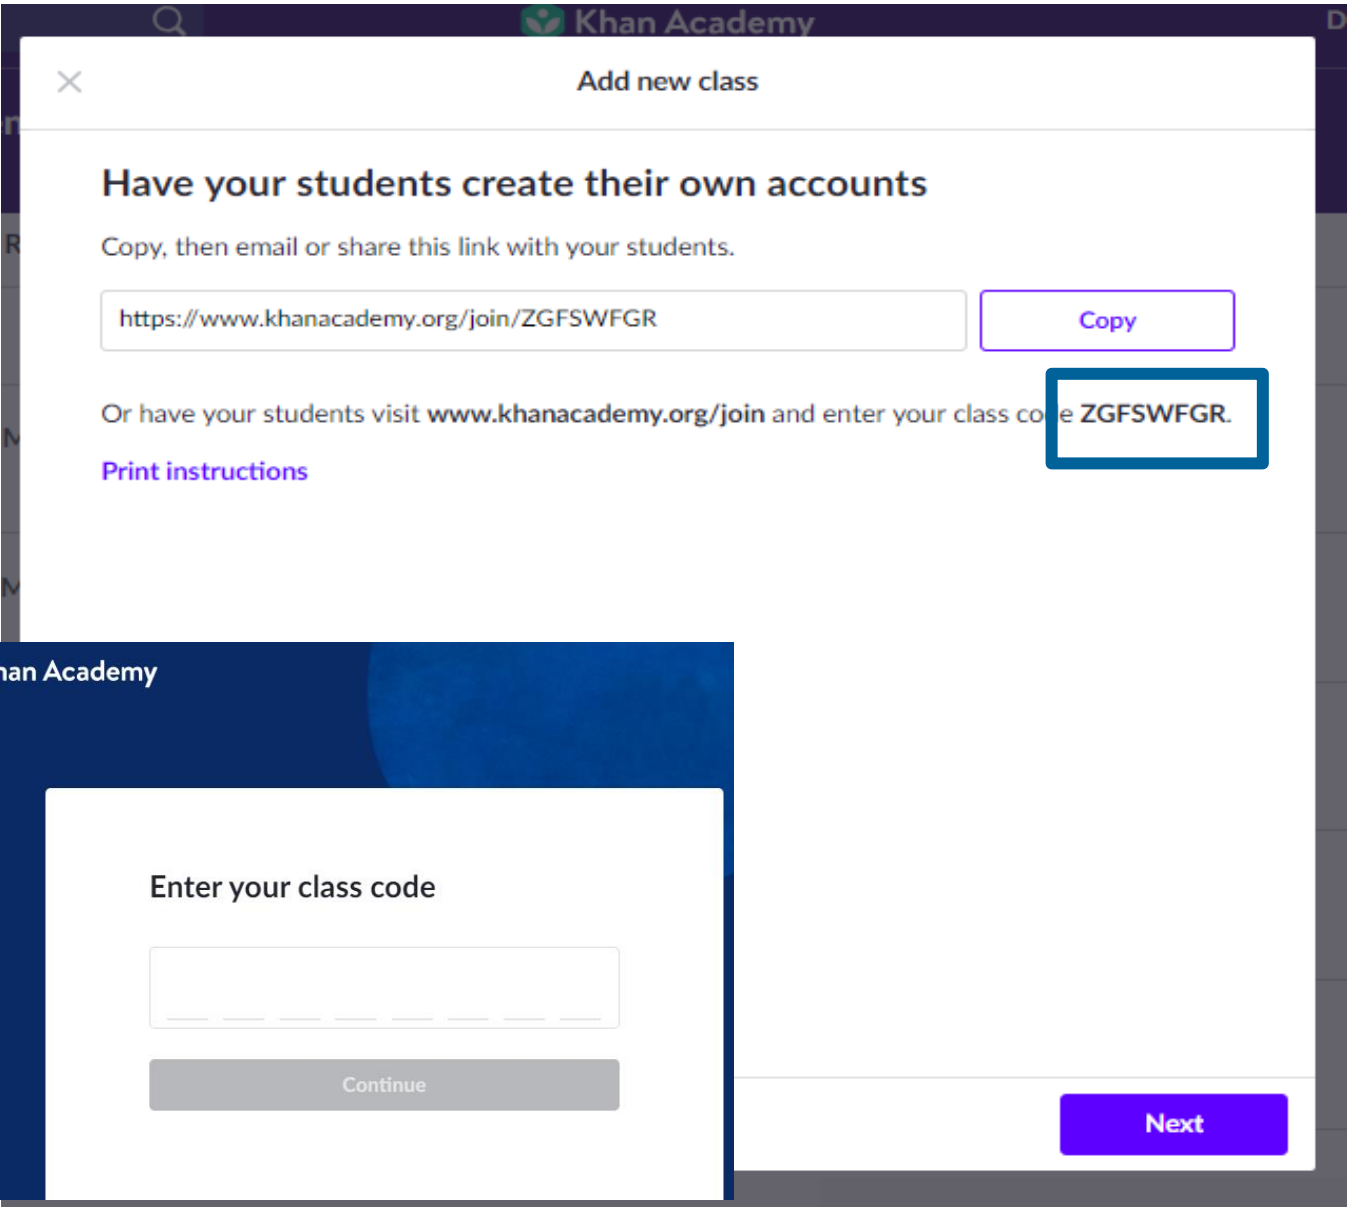 Khan Academy
Add new class
Have your students create their own accounts
Copy, then email or share this link with your students.
https://www.khanacademy.org/join/ZGFSWFGR
Copy
Or have your students visit www.khanacademy.org/join and enter your class code ZGFSWFGR.
Print instructions
Academy
Enter your class code
Continue
Next